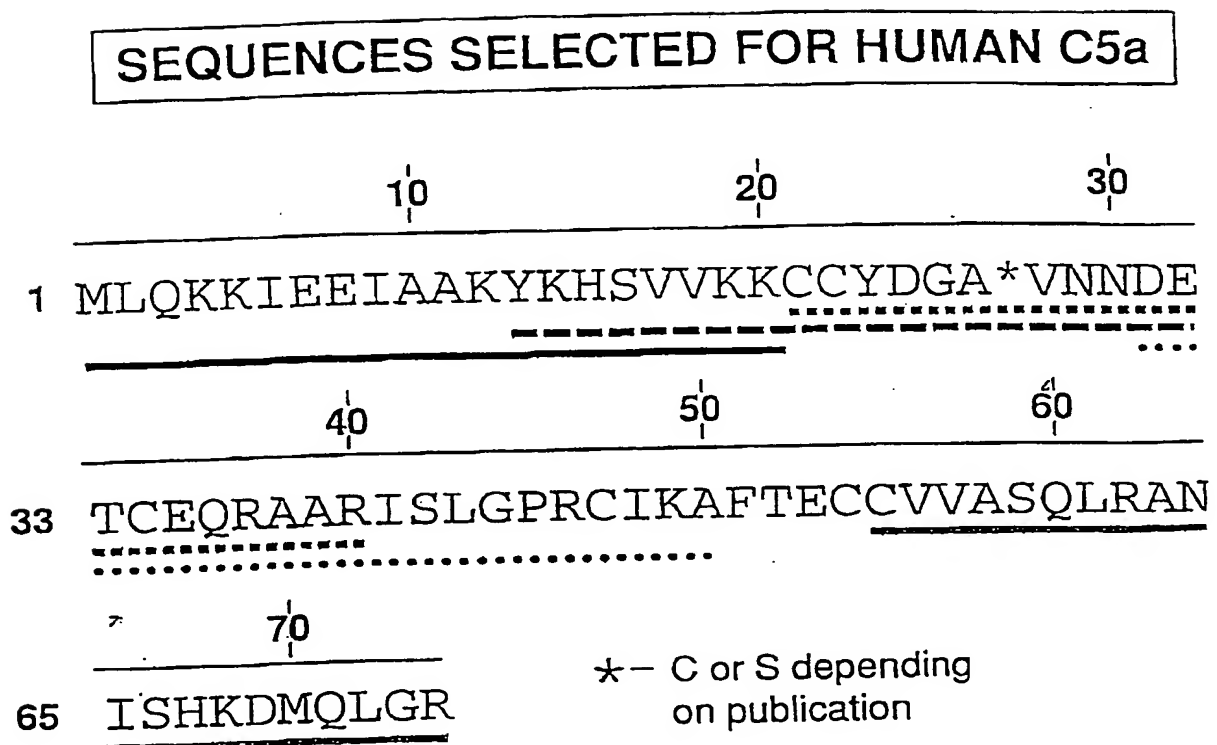 SEQUENCES SELECTED FOR HUMAN C5a
10 20 30
1 MLQKKIEEIAAKYKHSVVKKCCYDGA*VNNDE
40 50 60
33 TCEQRAARISLGPRCIKAFTECCVVASQLRAN
70
65 ISHKDMQLGR
*– C or S depending
on publication